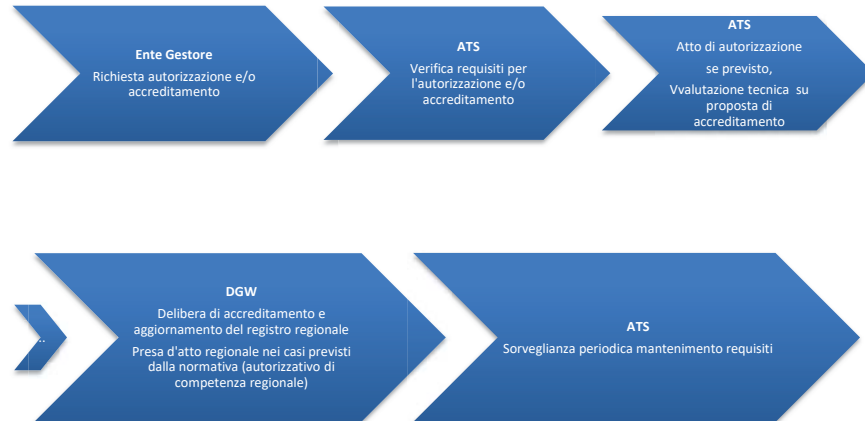 Ente Gestore
Richiesta autorizzazione e/o
accreditamento
ATS
Verifica requisiti per
l'autorizzazione e/o
accreditamento
ATS
Atto di autorizzazione
se previsto,
Vvalutazione tecnica su
proposta di
accreditamento
..
DGW
Delibera di accreditamento e
aggiornamento del registro regionale
Presa d'atto regionale nei casi previsti
dalla normativa (autorizzativo di
competenza regionale)
ATS
Sorveglianza periodica mantenimento requisiti